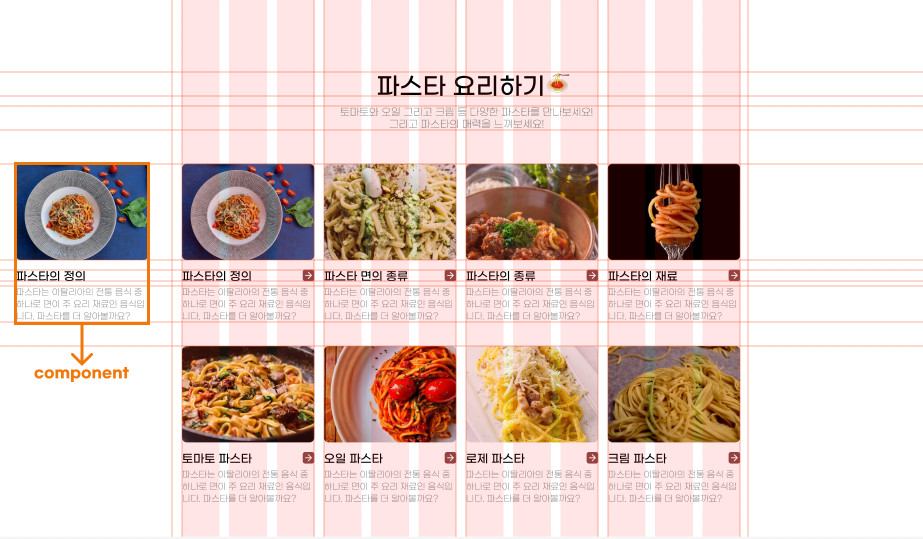 파스타 요리하기
토마토와 오일 그리고 크림 등 다양한 파스타를 만나보세요!
그리고 파스타의 매력을 느껴보세요!
파스타의 정의
파스타는 이탈리아의 전통 음식 중
하나로 면이 주 요리 재료인 음식입
니다. 파스타를 더 알아볼까요?
component
파스타의 정의
파스타는 이탈리아의 전통 음식 중
하나로 면이 주 요리 재료인 음식입
니다. 파스타를 더 알아볼까요?
파스타 면의 종류
파스타는 이탈리아의 전통 음식 중
하나로 면이 주 요리 재료인 음식입
니다. 파스타를 더 알아볼까요?
파스타의 종류
파스타는 이탈리아의 전통 음식 중
하나로 면이 주 요리 재료인 음식입
니다. 파스타를 더 알아볼까요?
파스타의 재료
파스타는 이탈리아의 전통 음식 중
하나로 면이 주 요리 재료인 음식입
니다. 파스타를 더 알아볼까요?
토마토 파스타
파스타는 이탈리아의 전통 음식 중
하나로 면이 주 요리 재료인 음식입
니다. 파스타를 더 알아볼까요?
오일 파스타
파스타는 이탈리아의 전통 음식 중
하나로 면이 주 요리 재료인 음식입
니다. 파스타를 더 알아볼까요?
로제 파스타
파스타는 이탈리아의 전통 음식 중
하나로 면이 주 요리 재료인 음식입
니다. 파스타를 더 알아볼까요?
크림 파스타
파스타는 이탈리아의 전통 음식 중
하나로 면이 주 요리 재료인 음식입
니다. 파스타를 더 알아볼까요?